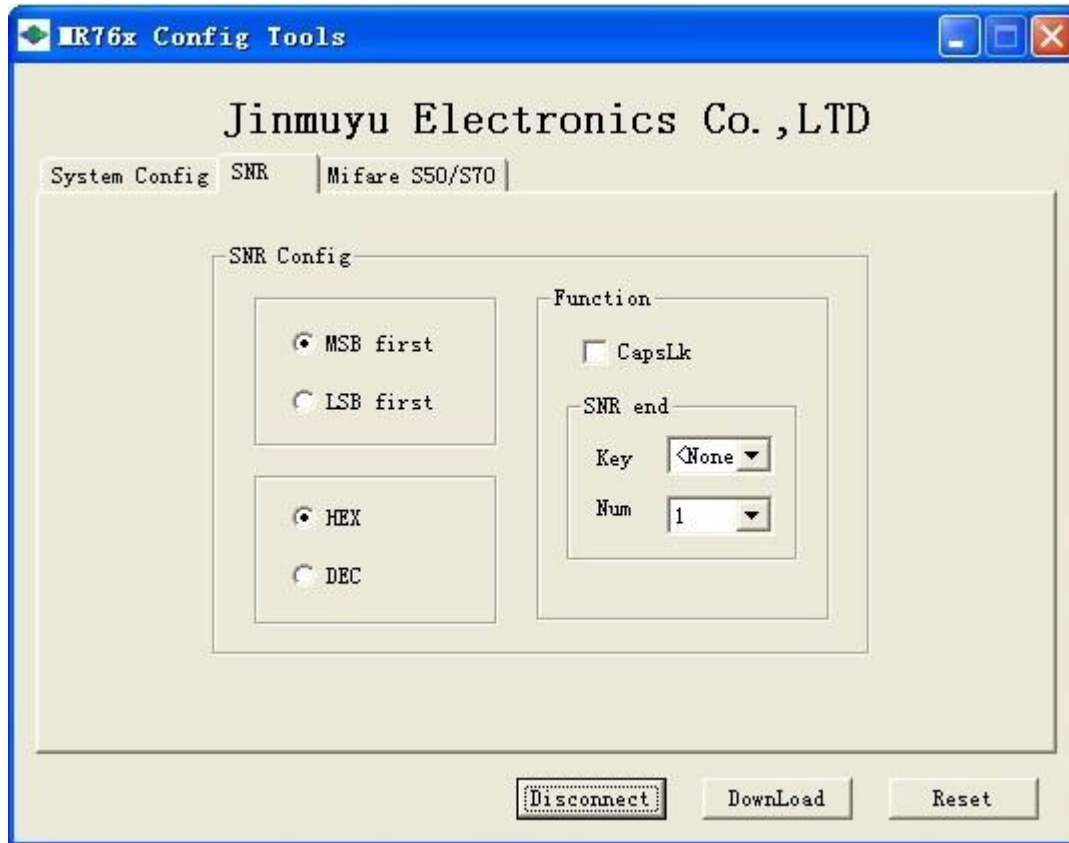 MR76x Config Tools
Jinmuyu Electronics Co.,LTD
System Config SNR Mifare S50/S70
SNR Config
MSB first
LSB first
HEX
DEC
Function
CapsLk
SNR end
Key <None
Num 1
Disconnect DownLoad Reset